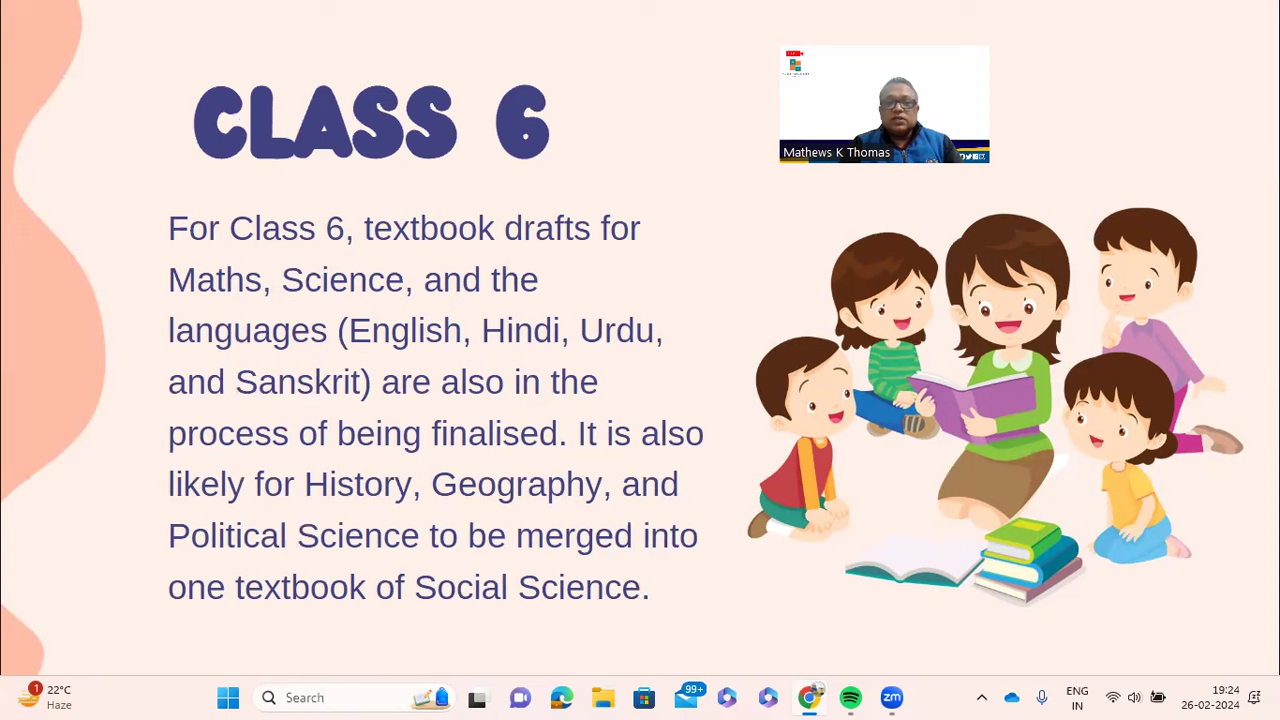 CLASS 6
Mathews K Thomas
For Class 6, textbook drafts for
Maths, Science, and the
languages (English, Hindi, Urdu,
and Sanskrit) are also in the
process of being finalised. It is also
likely for History, Geography, and
Political Science to be merged into
one textbook of Social Science.
1
22°C
Haze
Search
99+
zm
ENG
IN
19:24
26-02-2024